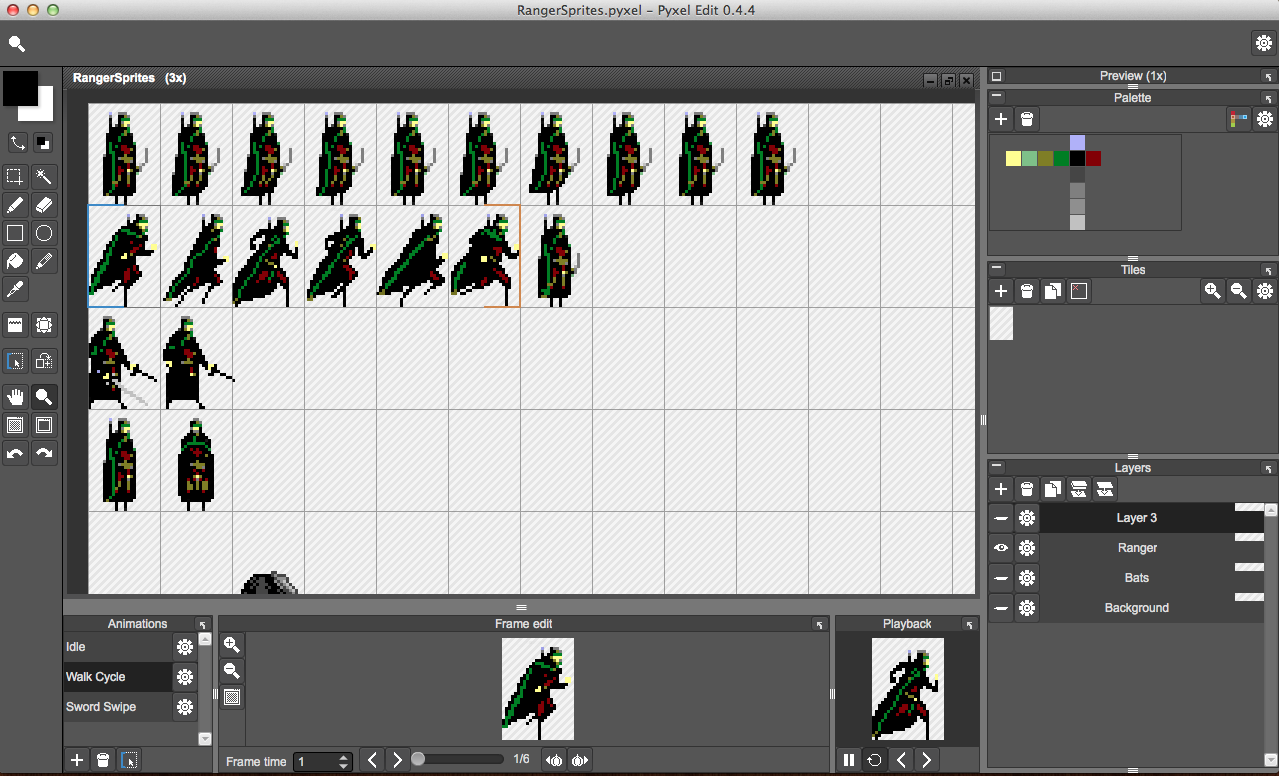 RangerSprites.pyxel - Pyxel Edit 0.4.4
RangerSprites (3x)
Preview (1x)
Palette
Tiles
Layers
Layer 3
Ranger
Bats
Background
Animations
Idle
Walk Cycle
Sword Swipe
Frame edit
Frame time 1
1/6
Playback